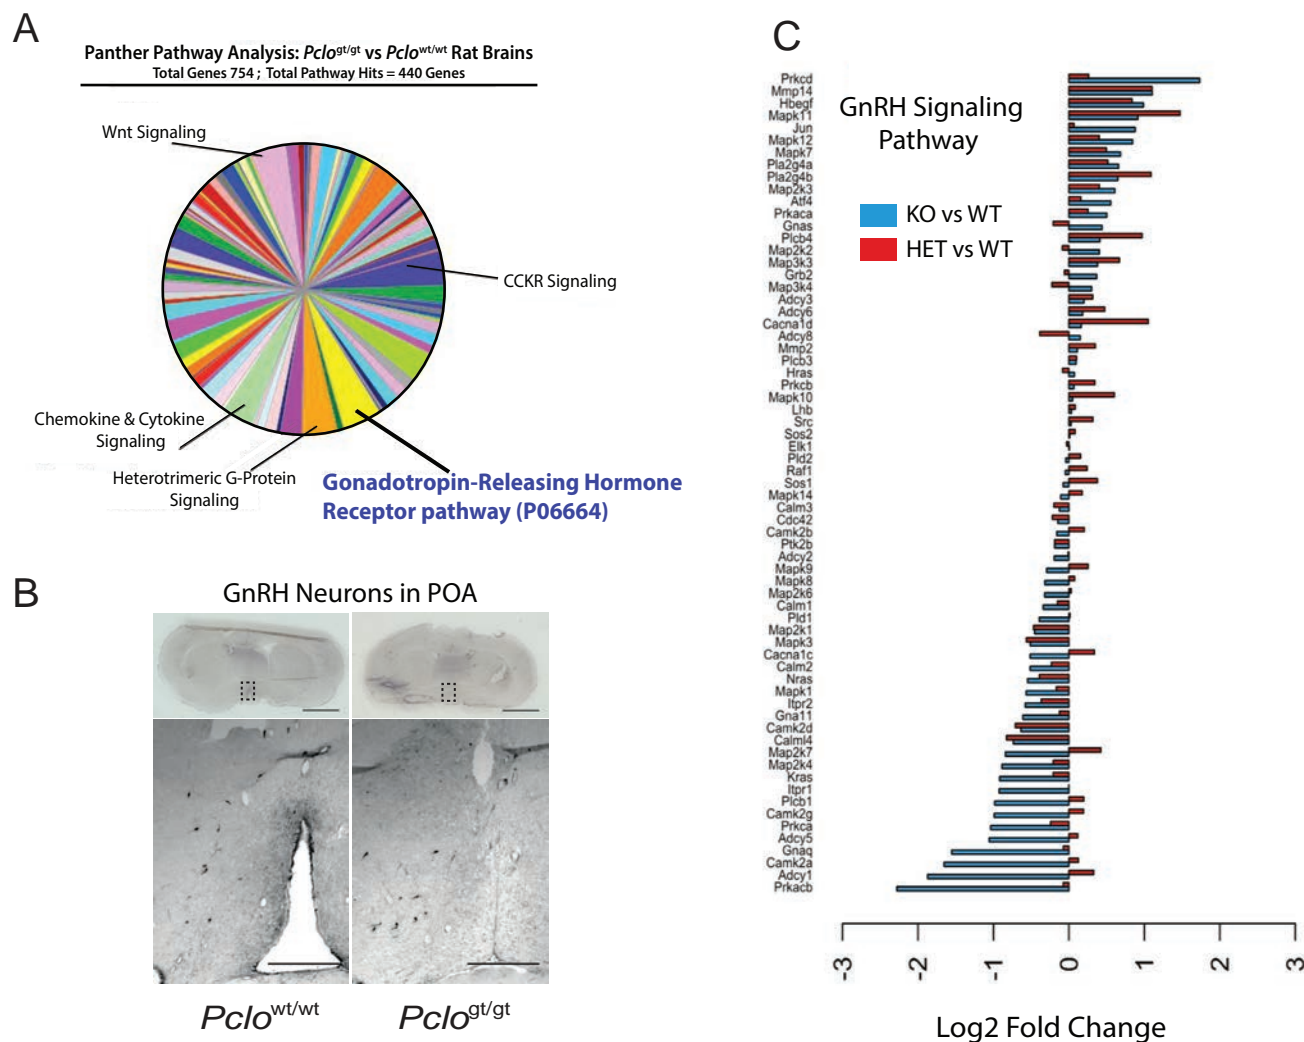 A
Panther Pathway Analysis: Pclogt/gt vs Pclowt/wt Rat Brains
Total Genes 754 ; Total Pathway Hits = 440 Genes
Wnt Signaling
CCKR Signaling
Chemokine & Cytokine
Signaling
Heterotrimeric G-Protein
Signaling
Gonadotropin-Releasing Hormone
Receptor pathway (P06664)
B
GnRH Neurons in POA
Pclowt/wt
Pclogt/gt
C
GnRH Signaling
Pathway
KO vs WT
HET vs WT
Prkcd
Mmp14
Hbegf
Mapk11
Jun
Mapk12
Mapk7
Pla2g4a
Pla2g4b
Map2k3
Atf4
Prkaca
Gnas
Plcb4
Map2k2
Map3k3
Grb2
Map3k4
Adcy3
Adcy6
Cacna1d
Adcy8
Mmp2
Plcb3
Hras
Prkcb
Mapk10
Lhb
Src
Sos2
Elk1
Pld2
Raf1
Sos1
Mapk14
Calm3
Cdc42
Camk2b
Ptk2b
Adcy2
Mapk9
Mapk8
Map2k6
Calm1
Pld1
Map2k1
Mapk3
Cacna1c
Calm2
Nras
Mapk1
Itpr2
Gna11
Camk2d
Calml4
Map2k7
Map2k4
Kras
Itpr1
Plcb1
Camk2g
Prkca
Adcy5
Gnaq
Camk2a
Adcy1
Prkacb
-3 -2 -1 0 1 2 3
Log2 Fold Change